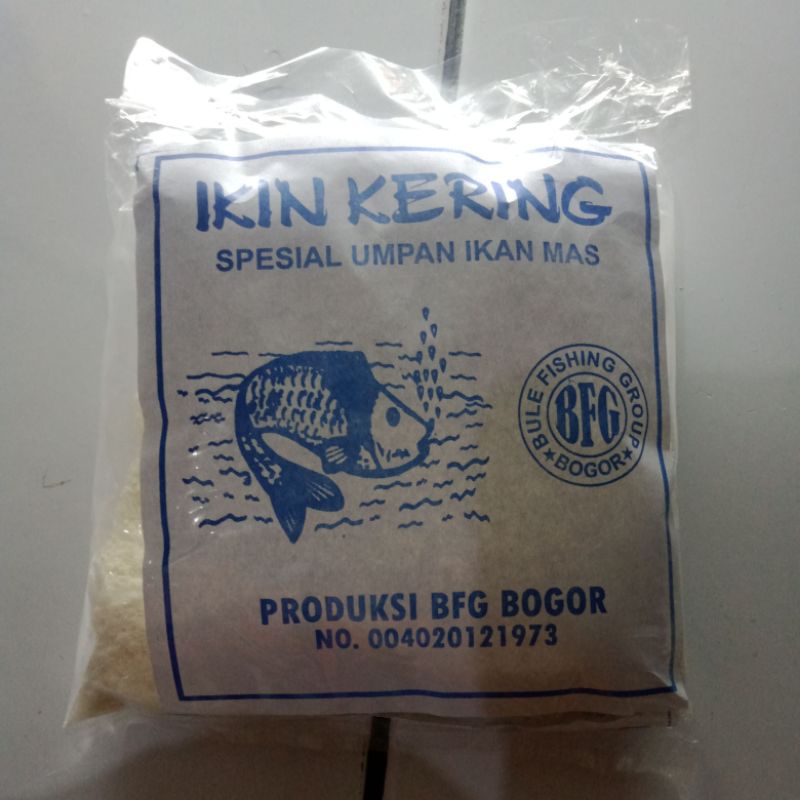 IKIN KERING
SPESIAL UMPAN IKAN MAS
BULE FISHING GROUP
BFG
BOGOR
PRODUKSI BFG BOGOR
NO. 004020121973